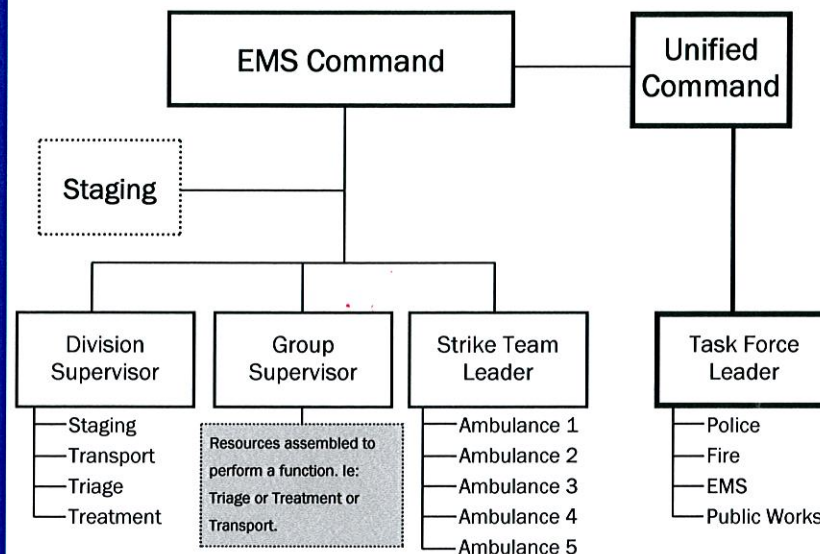 EMS Command
Unified
Command
Staging
Division
Supervisor
Staging
Transport
Triage
Treatment
Group
Supervisor
Resources assembled to
perform a function. Ie:
Triage or Treatment or
Transport.
Strike Team
Leader
Ambulance 1
Ambulance 2
Ambulance 3
Ambulance 4
Ambulance 5
Task Force
Leader
Police
Fire
EMS
Public Works